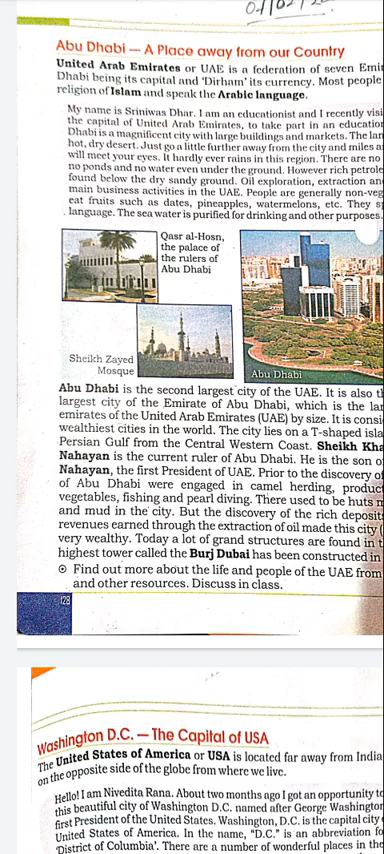 Abu Dhabi — A Place away from our Country
United Arab Emirates or UAE is a federation of seven Emi
Dhabi being its capital and 'Dirham' its currency. Most people
religion of Islam and speak the Arabic language.
My name is Sriniwas Dhar. I am an educationist and I recently visi
the capital of United Arab Emirates, to take part in an education
Dhabi is a magnificent city with large buildings and markets. The lan
hot, dry desert. Just go a little further away from the city and miles a
will meet your eyes. It hardly ever rains in this region. There are no
no ponds and no water even under the ground. However rich petrole
found below the dry sandy ground. Oil exploration, extraction an
main business activities in the UAE. People are generally non-veg
eat fruits such as dates, pineapples, watermelons, etc. They s
language. The sea water is purified for drinking and other purposes.
Qasr al-Hosn,
the palace of
the rulers of
Abu Dhabi
Sheikh Zayed
Mosque
Abu Dhabi
Abu Dhabi is the second largest city of the UAE. It is also t
largest city of the Emirate of Abu Dhabi, which is the lar
emirates of the United Arab Emirates (UAE) by size. It is consi
wealthiest cities in the world. The city lies on a T-shaped isla
Persian Gulf from the Central Western Coast. Sheikh Kha
Nahayan is the current ruler of Abu Dhabi. He is the son o
Nahayan, the first President of UAE. Prior to the discovery of
of Abu Dhabi were engaged in camel herding, produc
vegetables, fishing and pearl diving. There used to be huts m
and mud in the city. But the discovery of the rich deposit
revenues earned through the extraction of oil made this city (
very wealthy. Today a lot of grand structures are found in t
highest tower called the Burj Dubai has been constructed in
Find out more about the life and people of the UAE from
and other resources. Discuss in class.
128
Washington D.C. — The Capital of USA
The United States of America or USA is located far away from India
on the opposite side of the globe from where we live.
Hello! I am Nivedita Rana. About two months ago I got an opportunity to
this beautiful city of Washington D.C. named after George Washington
first President of the United States. Washington, D.C. is the capital city
United States of America. In the name, "D.C." is an abbreviation fo
'District of Columbia'. There are a number of wonderful places in the